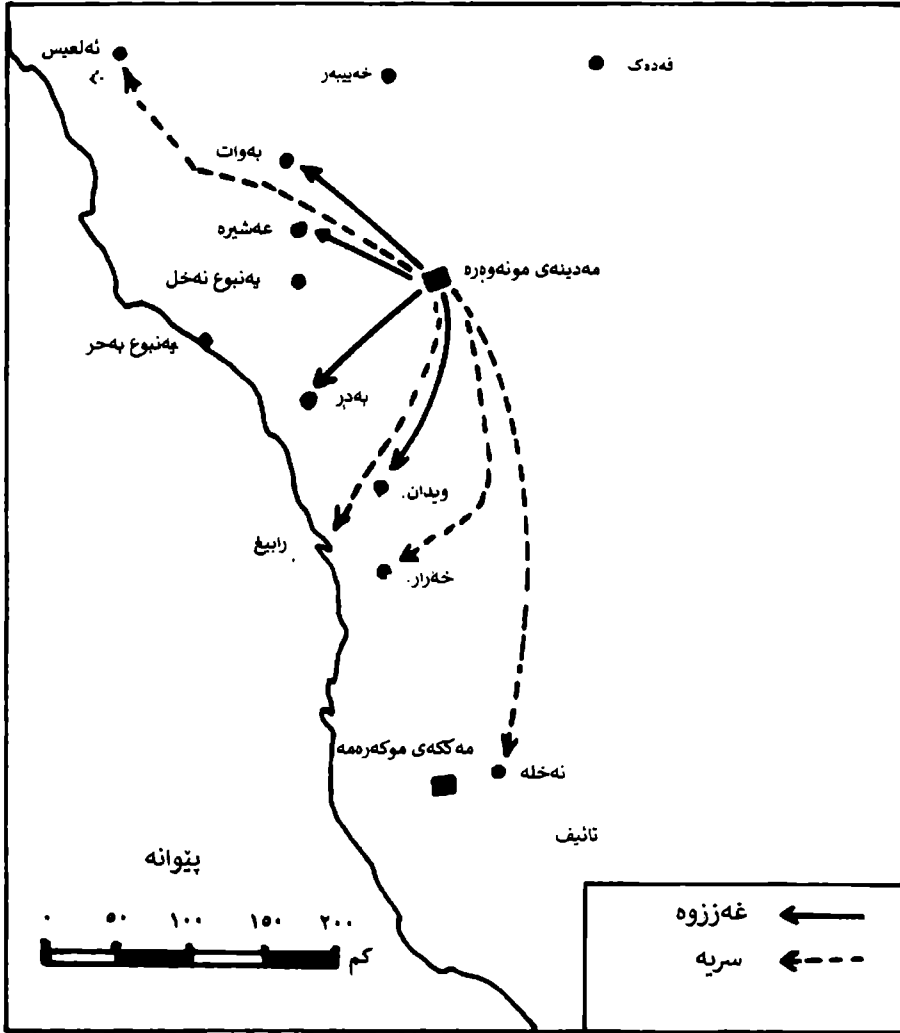 ئەلعیس
خەیبەر
فەدەک
بەوات
عەشیرە
مەدینەی مونەوەرە
یەنبوع نەخل
یەنبوع بەحر
بەدر
ویدان.
رابیغ
خەرار.
مەککەی موکەرەمە
نەخلە
تائیف
پێوانە
٠ ٥٠ ١٠٠ ١٥٠ ٢٠٠
کم
غەززوە
سریە